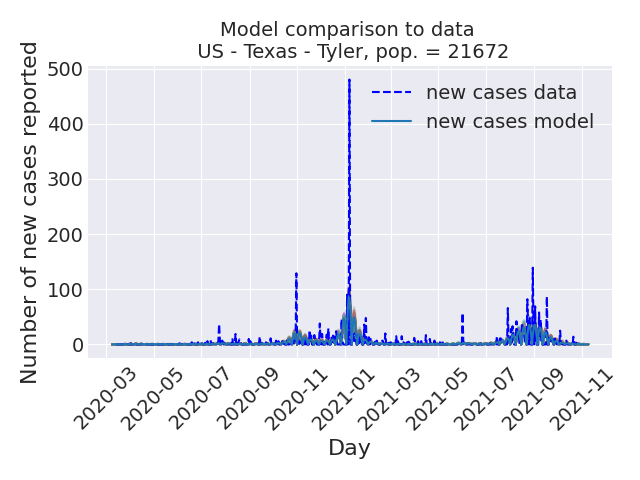 Model comparison to data
US - Texas - Tyler, pop. = 21672
Number of new cases reported
500
400
300
200
100
0
new cases data
new cases model
2020-03
2020-05
2020-07
2020-09
2020-11
2021-01
2021-03
2021-05
2021-07
2021-09
2021-11
Day